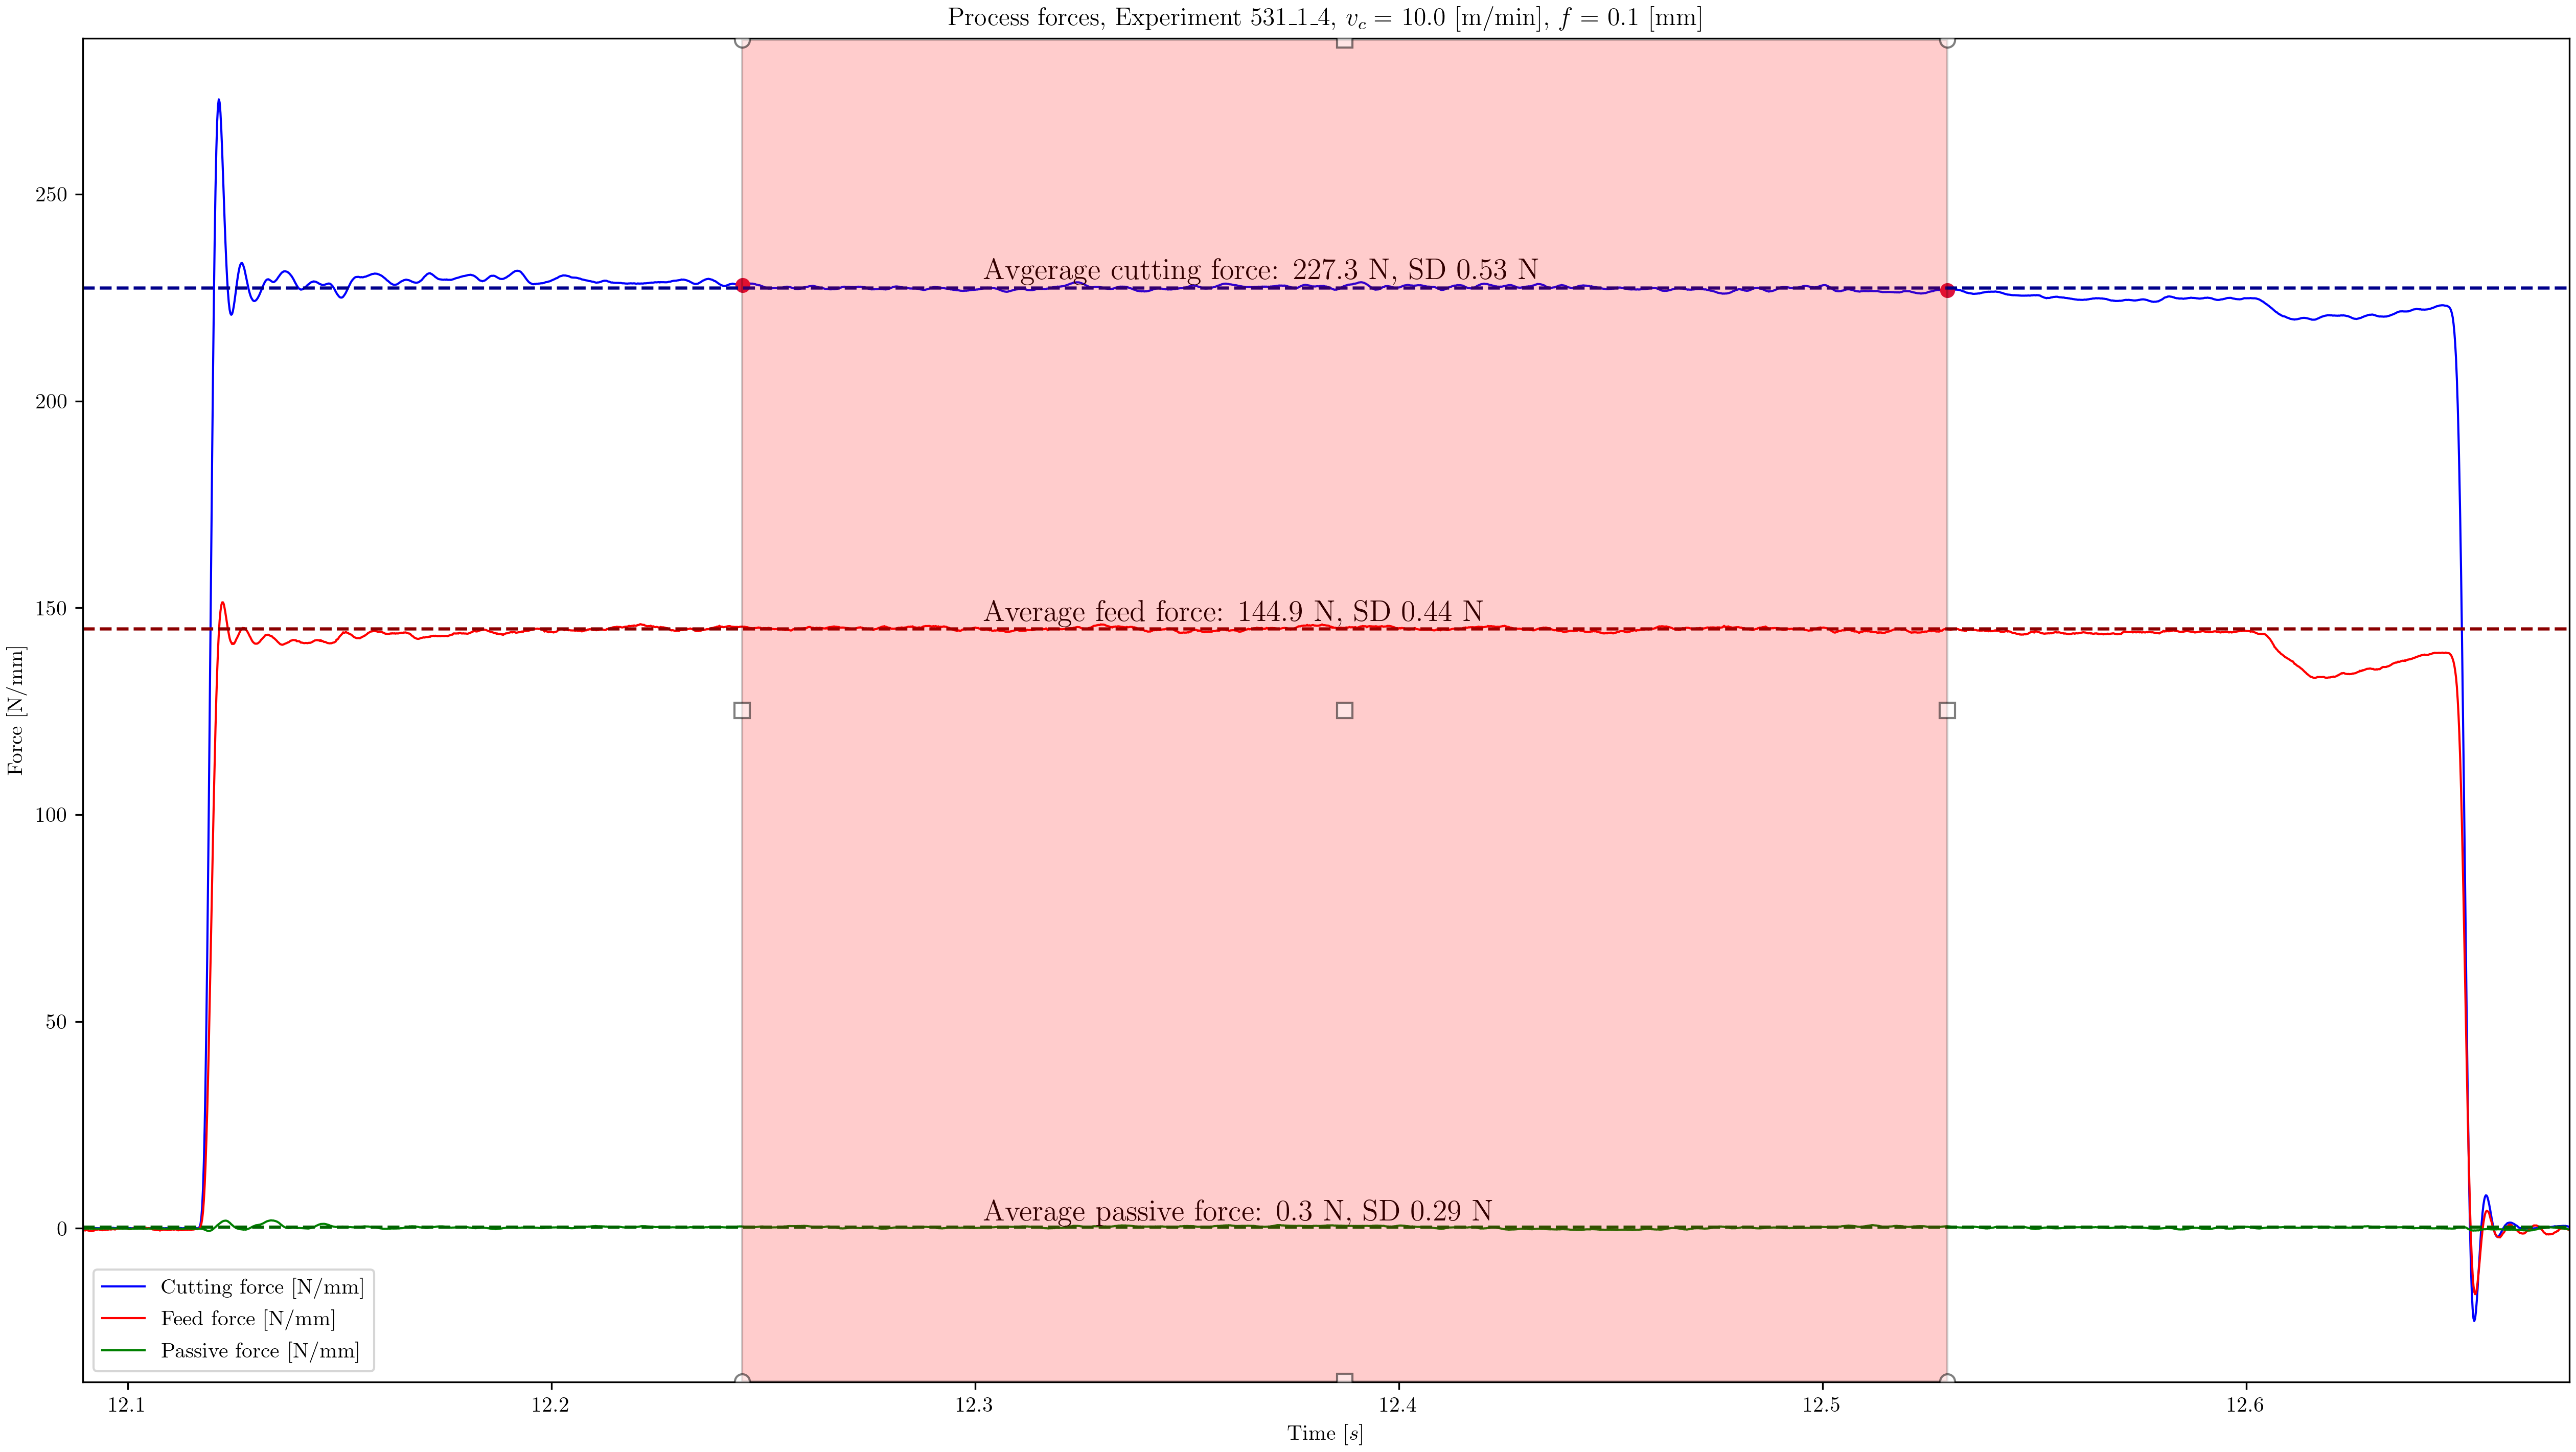 Process forces, Experiment 531_1_4, v_c = 10.0 [m/min], f = 0.1 [mm]
Force [N/mm]
250
200
150
100
50
0
Avgerage cutting force: 227.3 N, SD 0.53 N
Average feed force: 144.9 N, SD 0.44 N
Average passive force: 0.3 N, SD 0.29 N
Cutting force [N/mm]
Feed force [N/mm]
Passive force [N/mm]
12.1 12.2 12.3 12.4 12.5 12.6
Time [s]